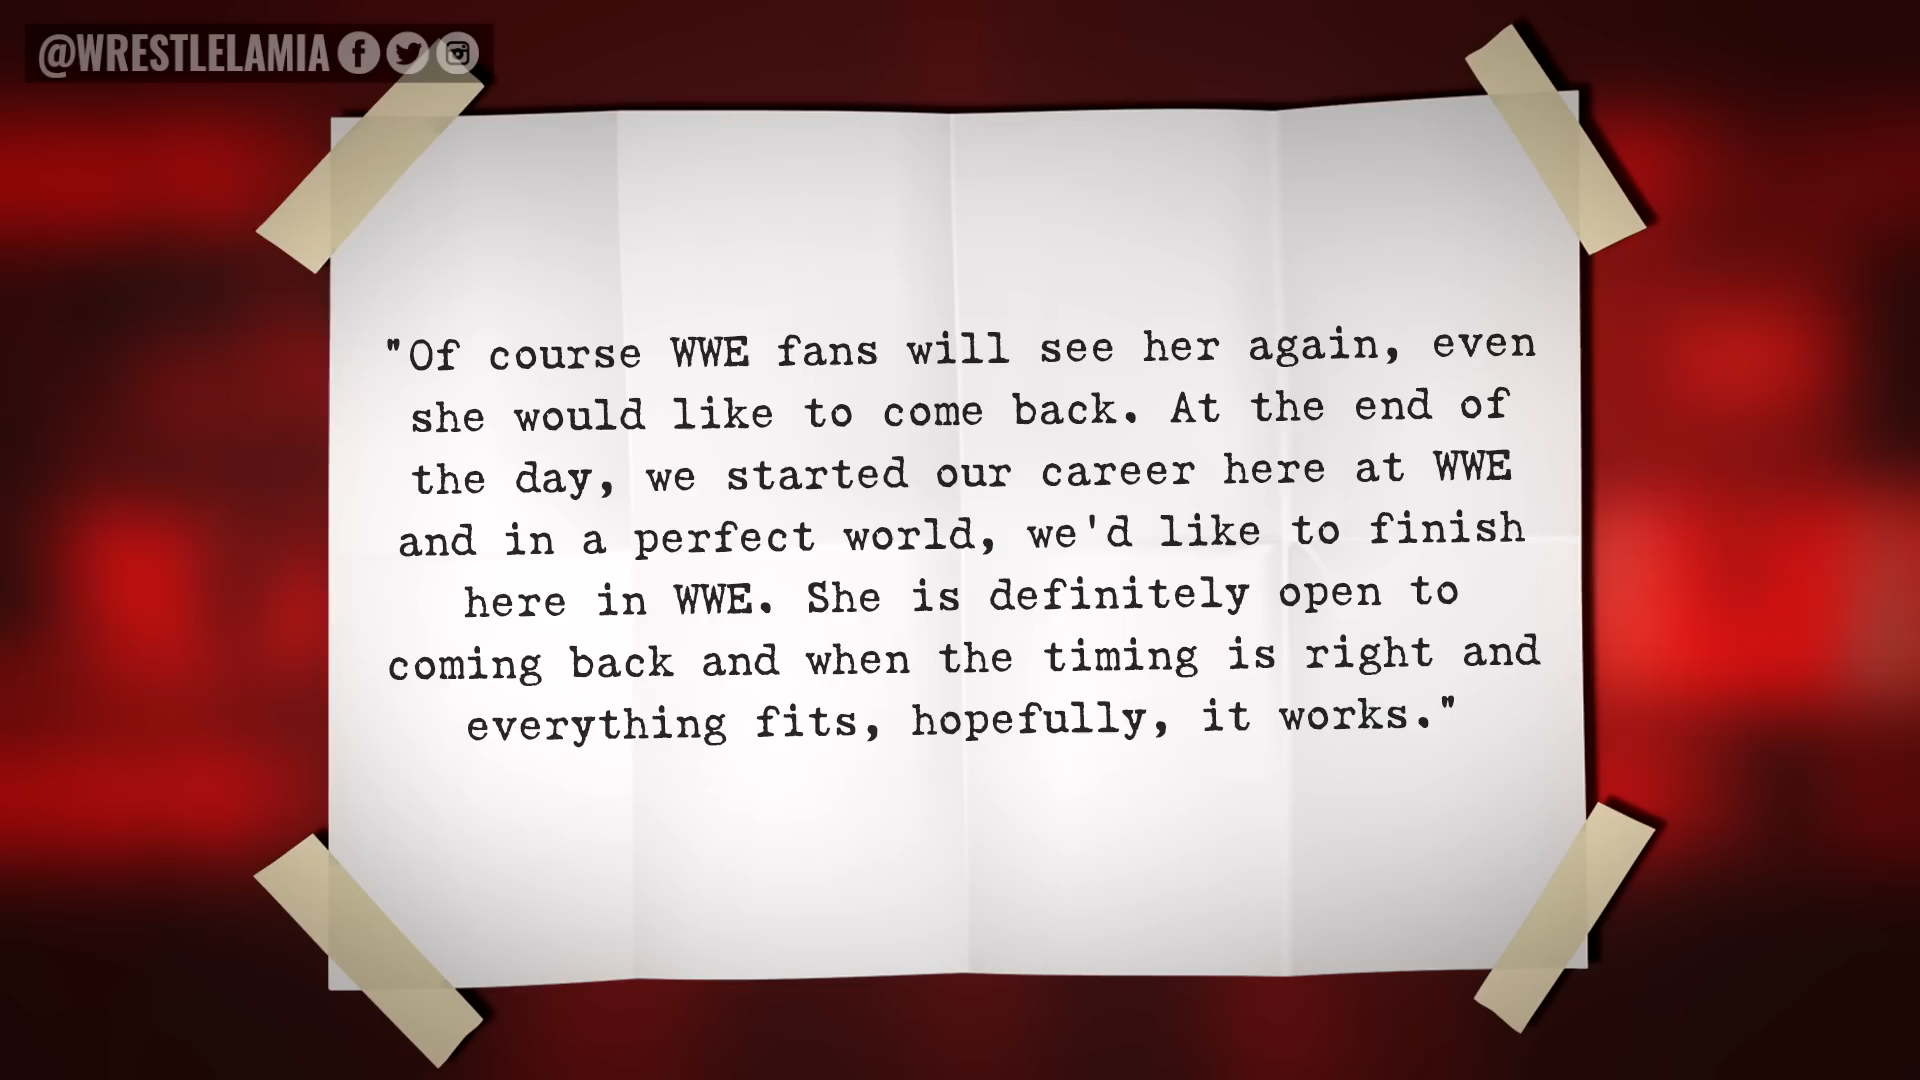 @WRESTLELAMIA
"Of course WWE fans will see her again, even
she would like to come back. At the end of
the day, we started our career here at WWE
and in a perfect world, we'd like to finish
here in WWE. She is definitely open to
coming back and when the timing is right and
everything fits, hopefully, it works."